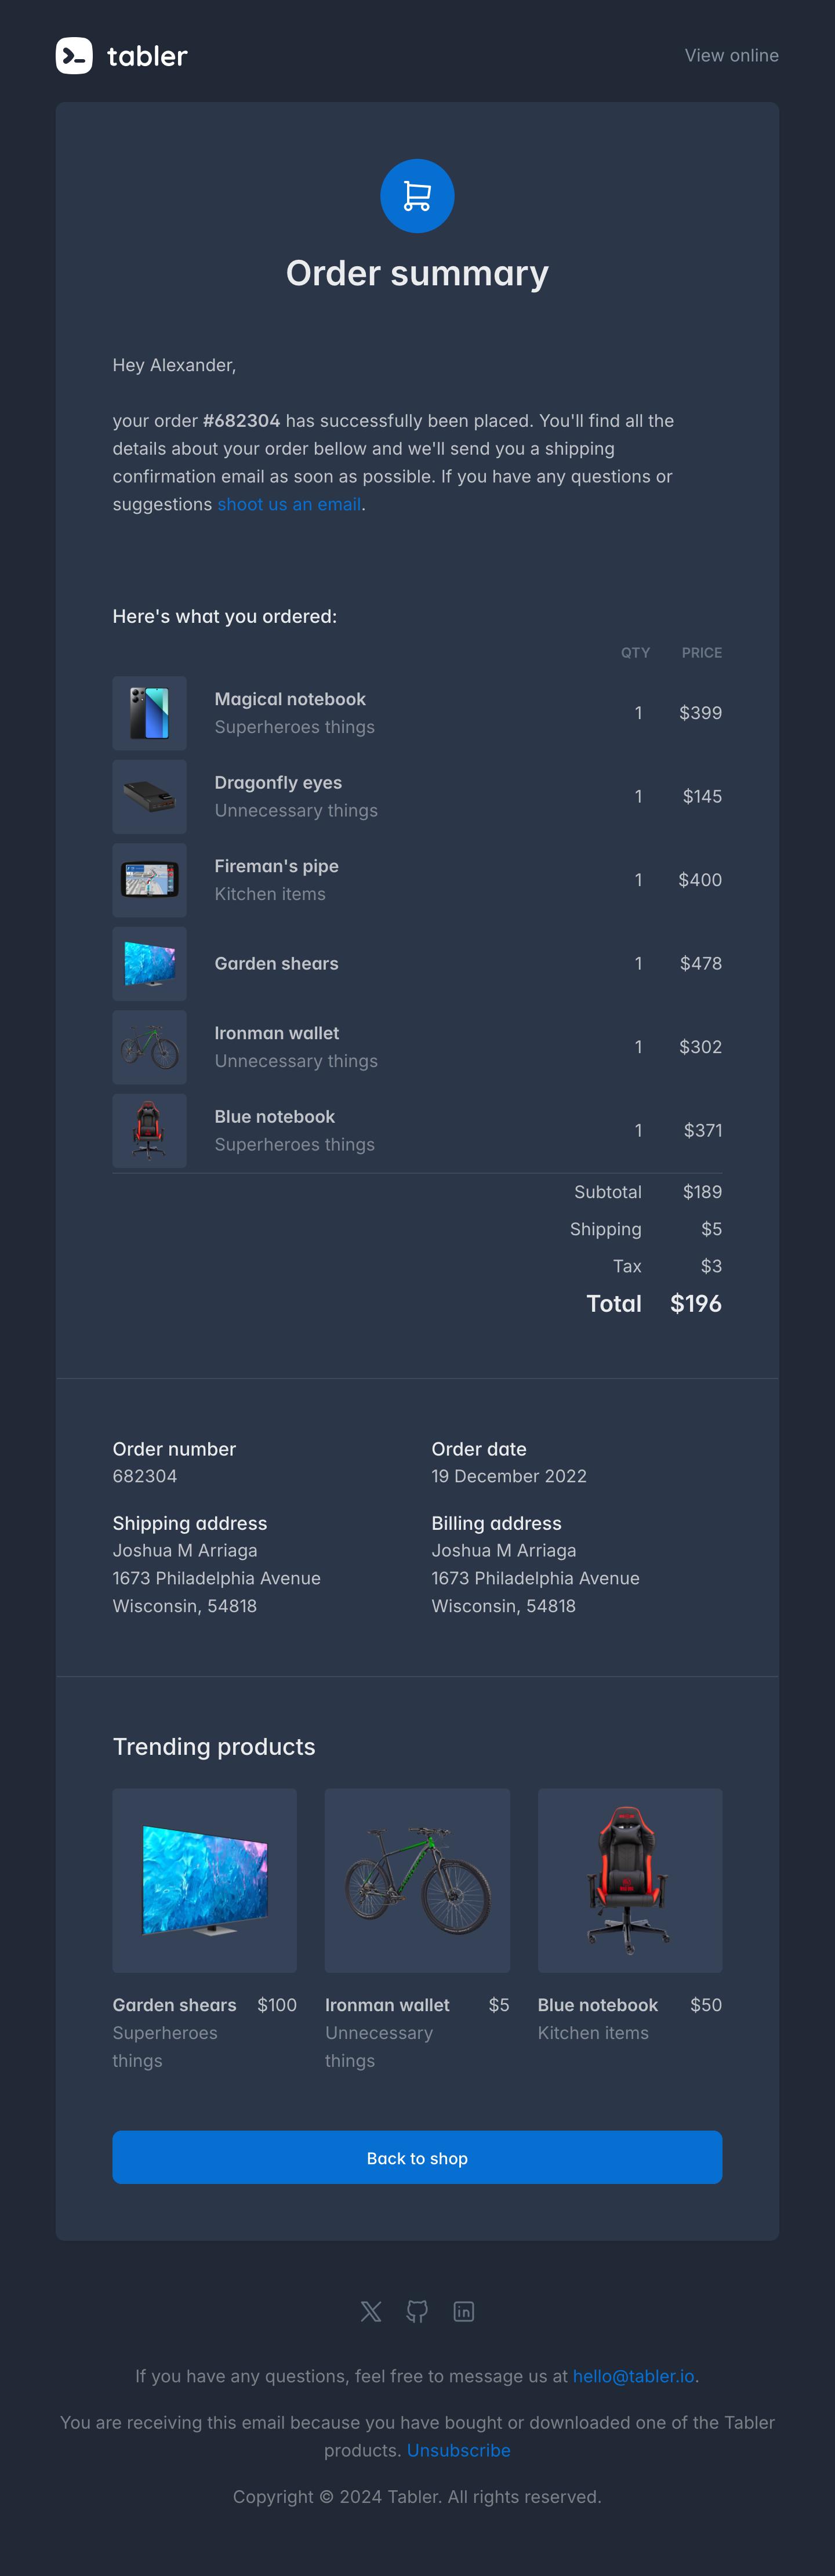 tabler
View online
Order summary
Hey Alexander,
your order #682304 has successfully been placed. You'll find all the
details about your order bellow and we'll send you a shipping
confirmation email as soon as possible. If you have any questions or
suggestions shoot us an email.
Here's what you ordered:
QTY PRICE
Magical notebook
Superheroes things
1 $399
Dragonfly eyes
Unnecessary things
1 $145
Fireman's pipe
Kitchen items
1 $400
Garden shears
1 $478
Ironman wallet
Unnecessary things
1 $302
Blue notebook
Superheroes things
1 $371
Subtotal $189
Shipping $5
Tax $3
Total $196
Order number
682304
Order date
19 December 2022
Shipping address
Joshua M Arriaga
1673 Philadelphia Avenue
Wisconsin, 54818
Billing address
Joshua M Arriaga
1673 Philadelphia Avenue
Wisconsin, 54818
Trending products
Garden shears $100
Superheroes
things
Ironman wallet $5
Unnecessary
things
Blue notebook $50
Kitchen items
Back to shop
If you have any questions, feel free to message us at hello@tabler.io.
You are receiving this email because you have bought or downloaded one of the Tabler
products. Unsubscribe
Copyright © 2024 Tabler. All rights reserved.